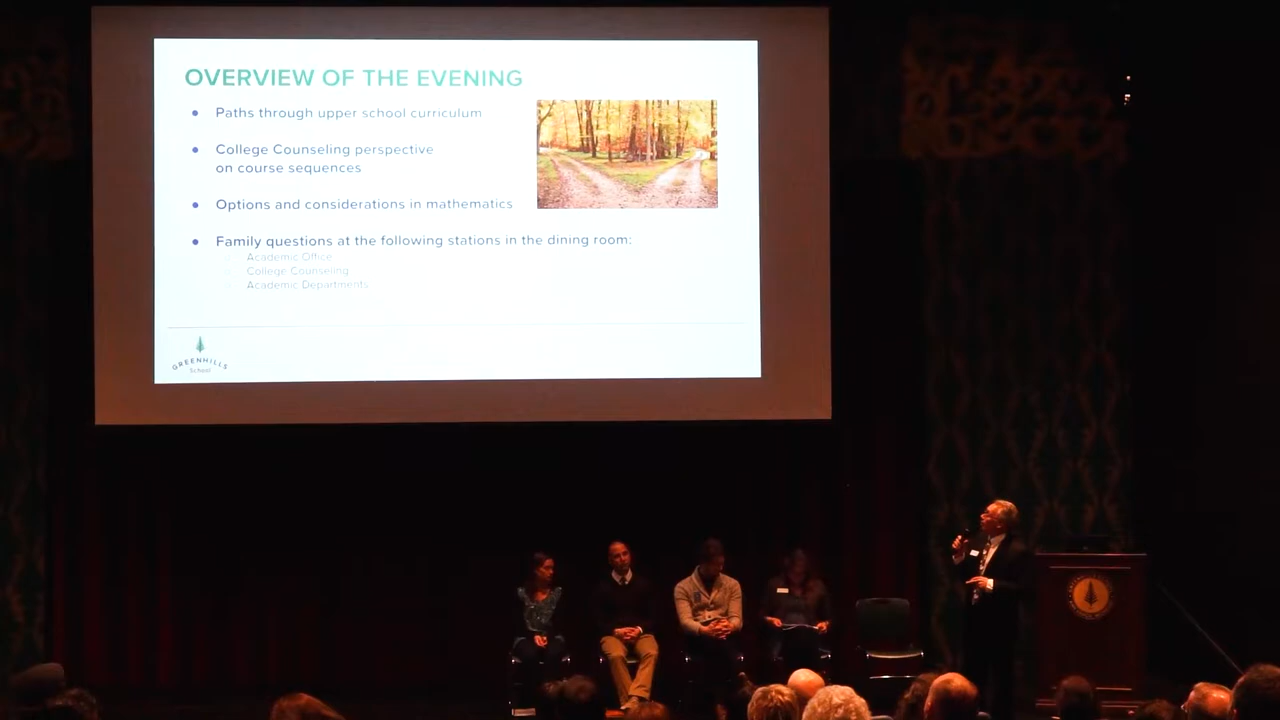 OVERVIEW OF THE EVENING
● Paths through upper school curriculum
● College Counseling perspective
on course sequences
● Options and considerations in mathematics
● Family questions at the following stations in the dining room:
○ Academic Office
○ College Counseling
○ Academic Departments
GREENHILLS
School